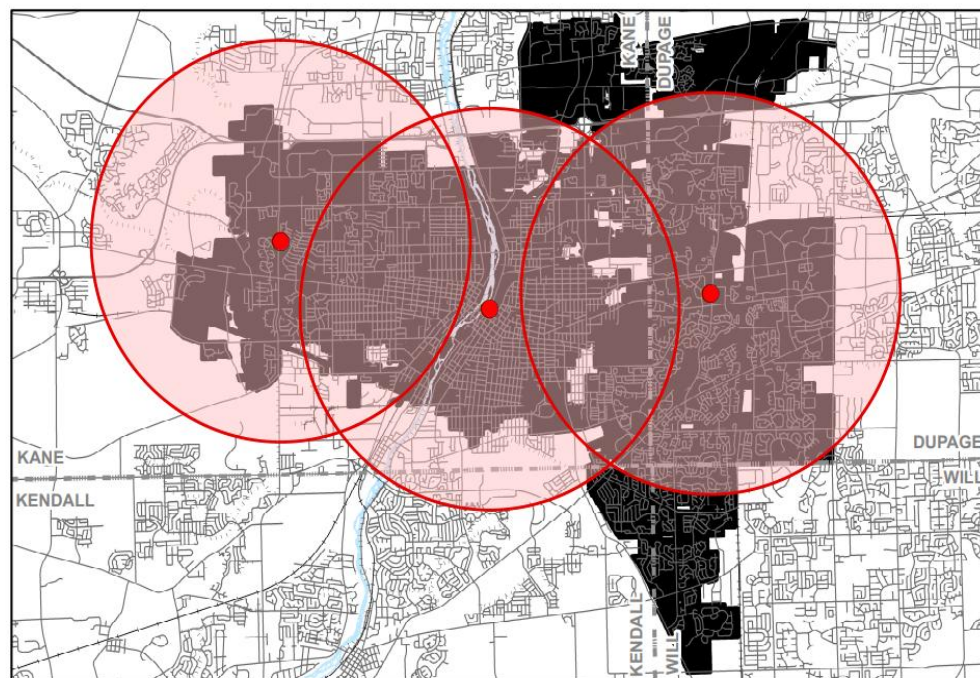 KANE
DUPAGE
KANE
KENDALL
DUPAGE
WILL
KENDALL
WILL